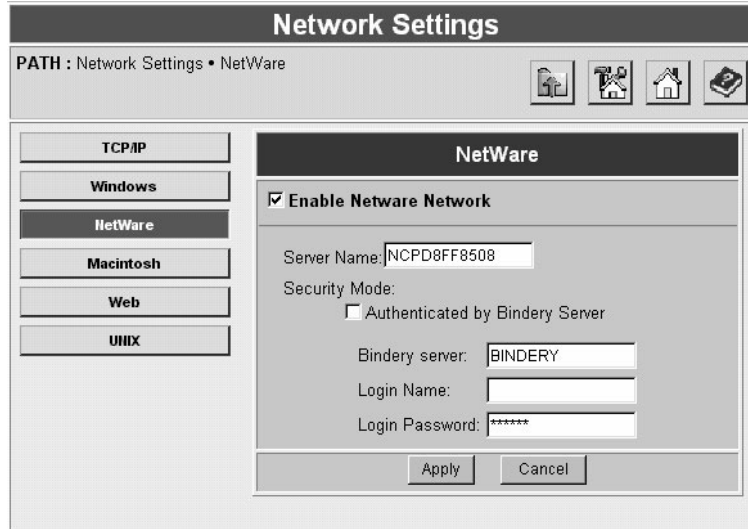 Network Settings
PATH : Network Settings • NetWare
TCP/IP
Windows
NetWare
Macintosh
Web
UNIX
NetWare
Enable Netware Network
Server Name: NCPD8FF8508
Security Mode:
Authenticated by Bindery Server
Bindery server: BINDERY
Login Name:
Login Password: ******
Apply Cancel